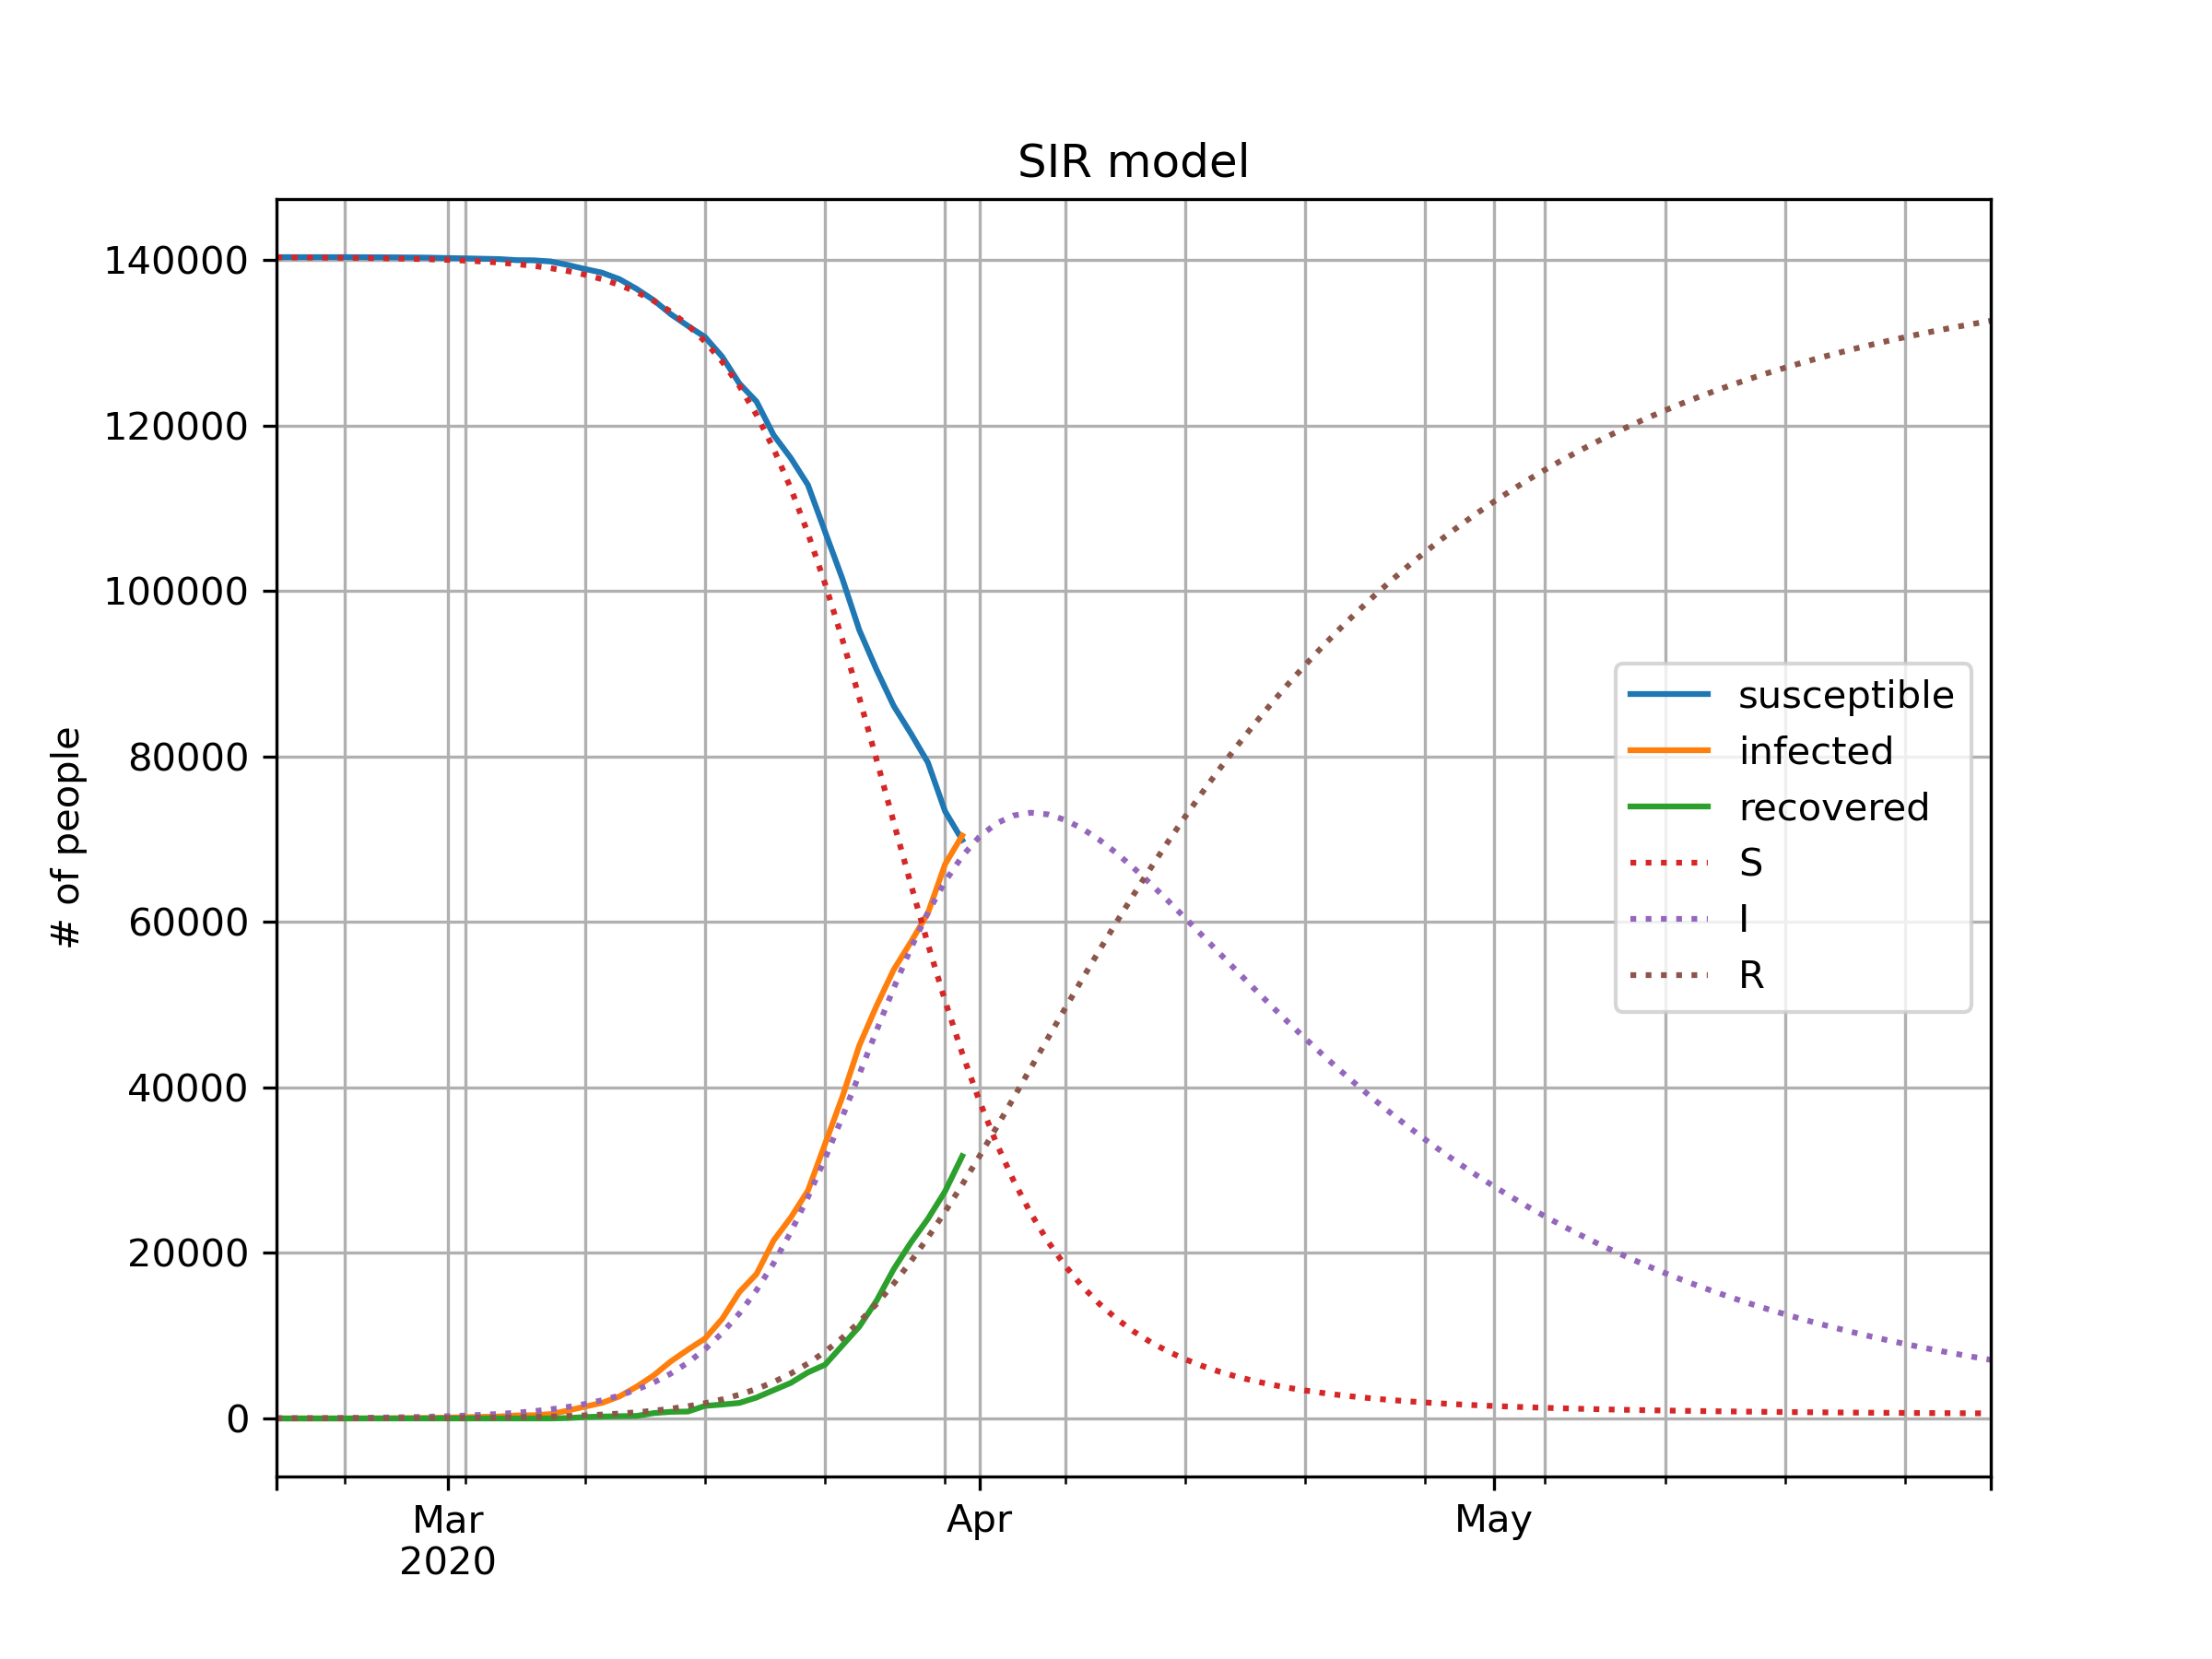 SIR model
# of people
140000
120000
100000
80000
60000
40000
20000
0
susceptible
infected
recovered
S
I
R
Mar
2020
Apr
May